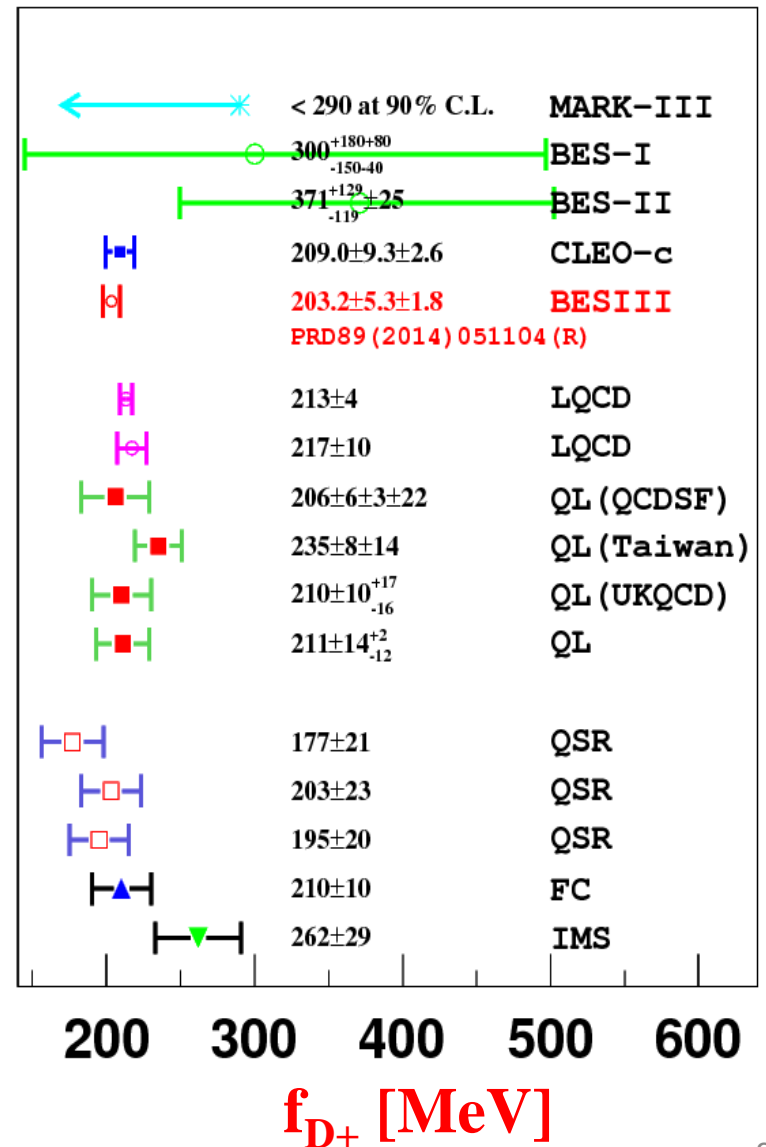 < 290 at 90% C.L. MARK-III
300 +180+80 -150-40 BES-I
371 +129 -119 ±25 BES-II
209.0±9.3±2.6 CLEO-c
203.2±5.3±1.8 BESIII
PRD89(2014)051104(R)
213±4 LQCD
217±10 LQCD
206±6±3±22 QL(QCDSF)
235±8±14 QL(Taiwan)
210±10 +17 -16 QL(UKQCD)
211±14 +2 -12 QL
177±21 QSR
203±23 QSR
195±20 QSR
210±10 FC
262±29 IMS
200 300 400 500 600
f D+ [MeV]